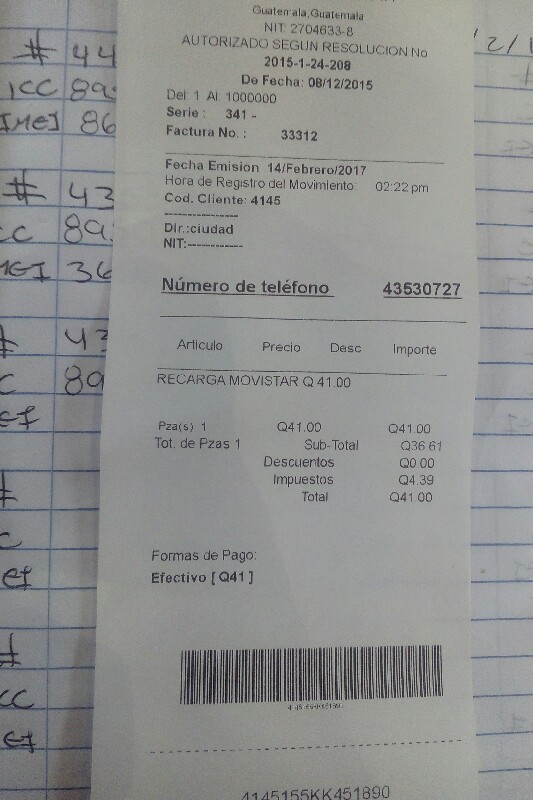 Guatemala, Guatemala
NIT: 2704633-8
AUTORIZADO SEGUN RESOLUCION No
2015-1-24-208
De Fecha: 08/12/2015
Del: 1 Al: 1000000
Serie : 341 -
Factura No. : 33312
Fecha Emision 14/Febrero/2017
Hora de Registro del Movimiento: 02:22 pm
Cod. Cliente: 4145
----------------
DIr.:ciudad
NIT:------------
Número de teléfono 43530727
Articulo Precio Desc Importe
RECARGA MOVISTAR Q 41.00
Pza(s) 1 Q41.00 Q41.00
Tot. de Pzas 1 Sub-Total Q36.61
Descuentos Q0.00
Impuestos Q4.39
Total Q41.00
Formas de Pago:
Efectivo [ Q41 ]
4145155KK451890
# 44
ICC 89
IMEI 86
# 43
CC 89
MEI 36
# 43
C 89
EI
#
C
EI
#
CC
EI
12/1